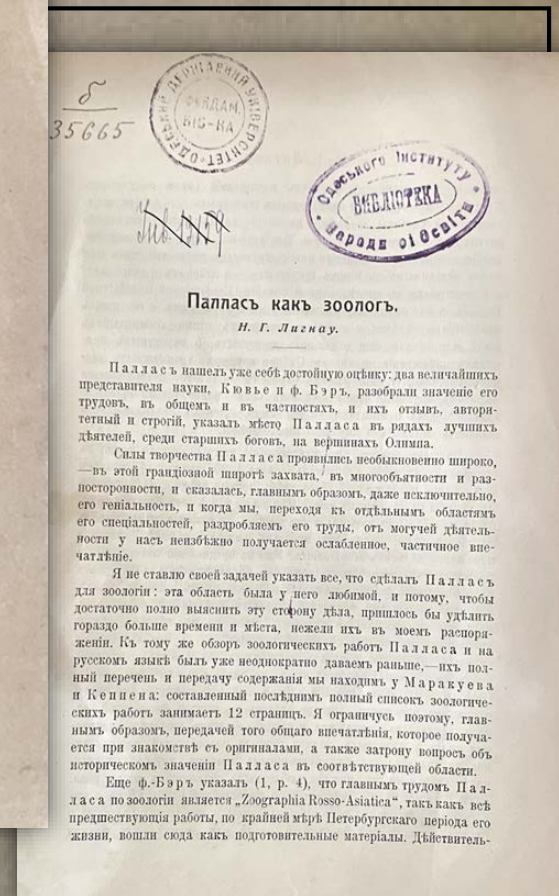 б
35665
ОДЕСЬКИЙ ДЕРЖАВНИЙ УНІВЕРСИТЕТ
ФУНДАМ.
БІБ-КА
Одеського Інституту
БИБЛІОТЕКА
Народньої Освіти
Палласъ какъ зоологъ.
Н. Г. Лигнау.
Палласъ нашелъ уже себѣ достойную оцѣнку: два величайшихъ
представителя науки, Кювье и ф. Бэръ, разобрали значеніе его
трудовъ, въ общемъ и въ частностяхъ, и ихъ отзывъ, автори-
тетный и строгій, указалъ мѣсто Палласа въ рядахъ лучшихъ
дѣятелей, среди старшихъ боговъ, на вершинахъ Олимпа.
Силы творчества Палласа проявились необыкновенно широко,
—въ этой грандіозной широтѣ захвата, въ многообъятности и раз-
носторонности, и сказалась, главнымъ образомъ, даже исключительно,
его геніальность, и когда мы, переходя къ отдѣльнымъ областямъ
его спеціальностей, раздробляемъ его труды, отъ могучей дѣятель-
ности у насъ неизбѣжно получается ослабленное, частичное впе-
чатлѣніе.
Я не ставлю своей задачей указать все, что сдѣлалъ Палласъ
для зоологіи: эта область была у него любимой, и потому, чтобы
достаточно полно выяснить эту сторону дѣла, пришлось бы удѣлить
гораздо больше времени и мѣста, нежели ихъ въ моемъ распоря-
женіи. Къ тому же обзоръ зоологическихъ работъ Палласа и на
русскомъ языкѣ былъ уже неоднократно даваемъ раньше,—ихъ пол-
ный перечень и передачу содержанія мы находимъ у Маракуева
и Кеппена: составленный послѣднимъ полный списокъ зоологиче-
скихъ работъ занимаетъ 12 страницъ. Я ограничусь поэтому, глав-
нымъ образомъ, передачей того общаго впечатлѣнія, которое получа-
ется при знакомствѣ съ оригиналами, а также затрону вопросъ объ
историческомъ значеніи Палласа въ соотвѣтствующей области.
Еще ф.-Бэръ указалъ (1, р. 4), что главнымъ трудомъ Пал-
ласа по зоологіи является „Zoographia Rosso-Asiatica“, такъ какъ всѣ
предшествующія работы, по крайней мѣрѣ Петербургскаго періода его
жизни, вошли сюда какъ подготовительные матеріалы. Дѣйствитель-